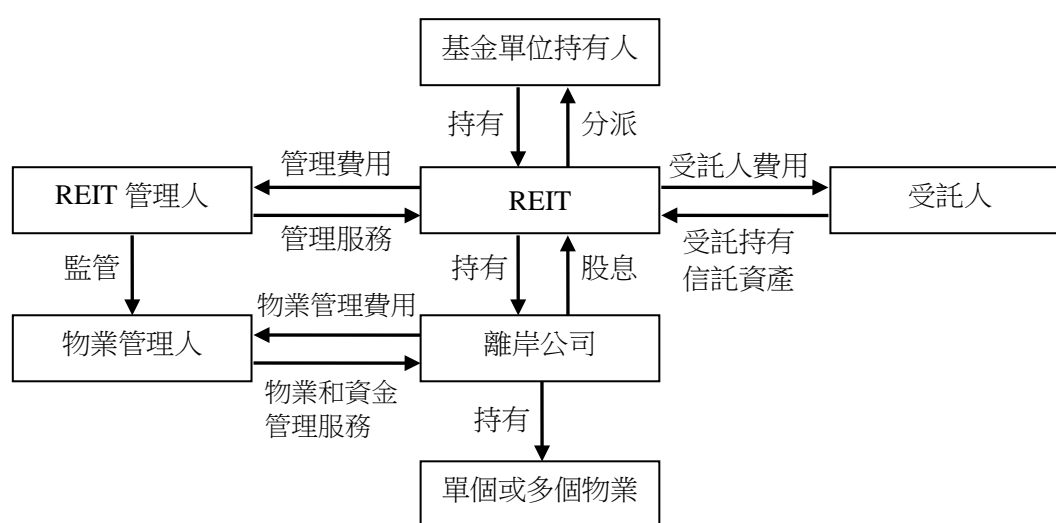 基金單位持有人
持有
分派
管理費用
受託人費用
REIT 管理人
REIT
受託人
管理服務
受託持有
信託資產
監管
持有
股息
物業管理費用
物業管理人
離岸公司
物業和資金
管理服務
持有
單個或多個物業